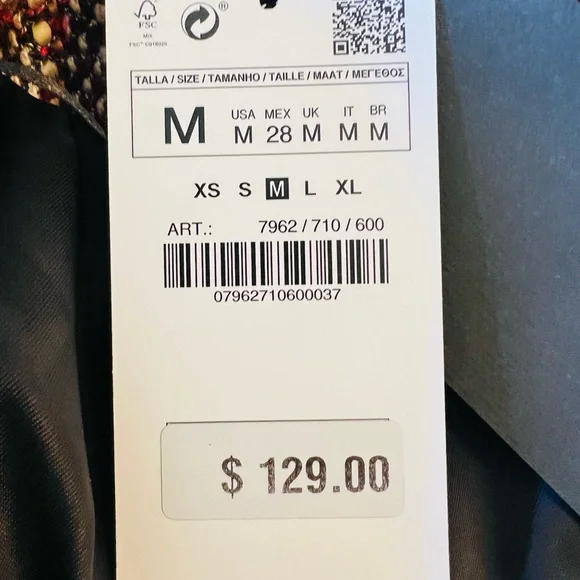 FSC
MIX
®
TALLA / SIZE / TAMANHO / TAILLE / MAAT / ΜΕΓΕΘΟΣ
M
USA MEX UK IT BR
M 28 M M M
XS S M L XL
ART.: 7962 / 710 / 600
07962710600037
$ 129.00